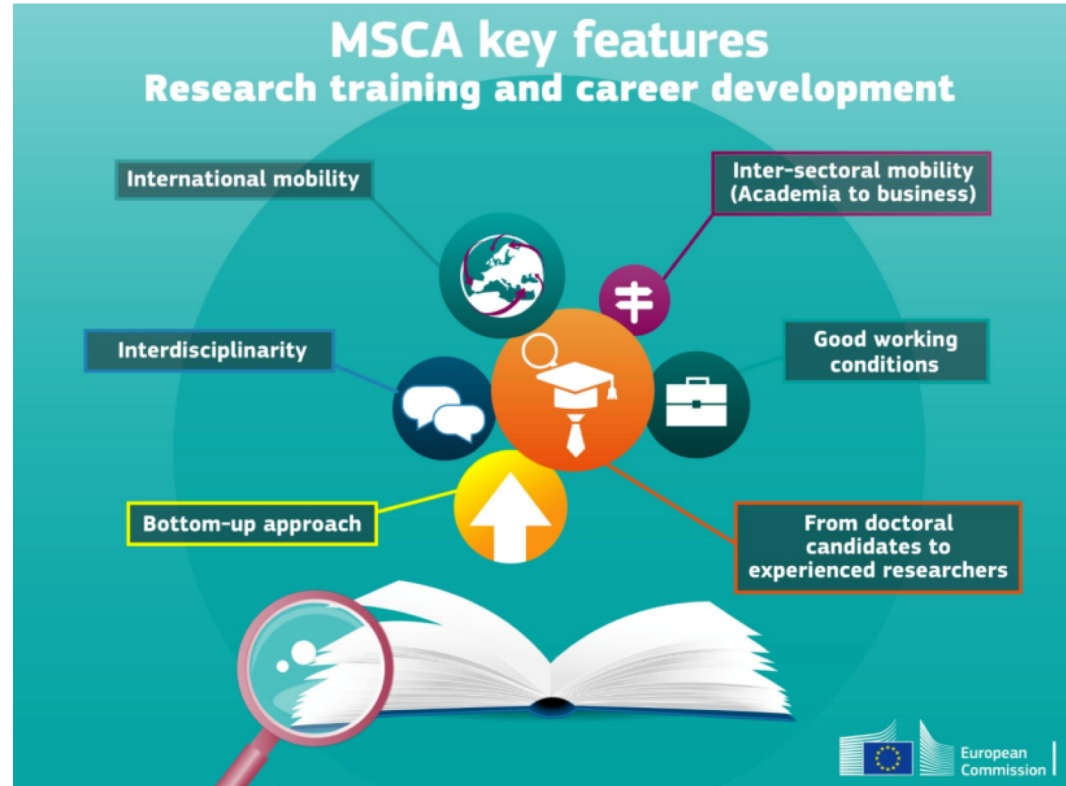 MSCA key features
Research training and career development
International mobility
Inter-sectoral mobility
(Academia to business)
Interdisciplinarity
Good working
conditions
Bottom-up approach
From doctoral
candidates to
experienced researchers
European
Commission